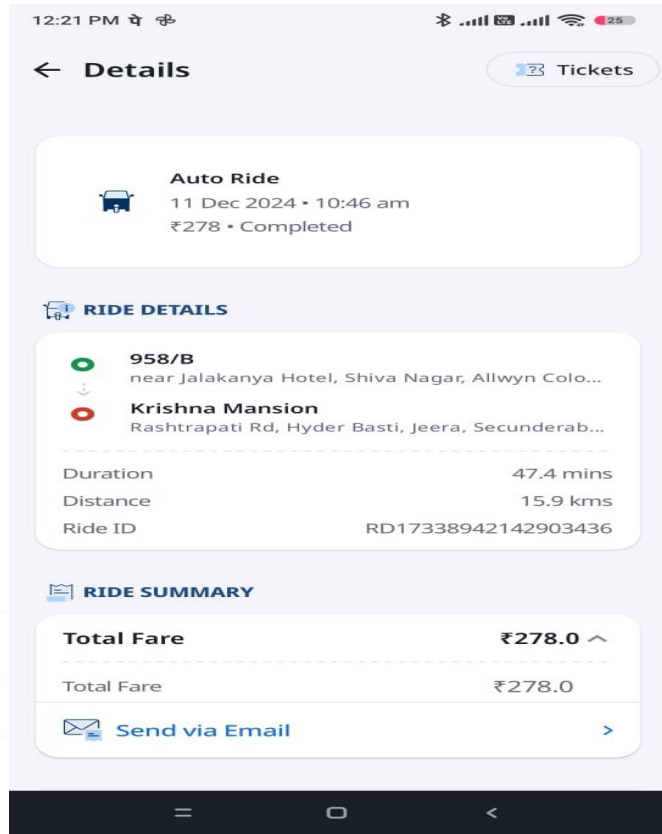 12:21 PM पे
25
Details
Tickets
Auto Ride
11 Dec 2024 • 10:46 am
₹278 • Completed
RIDE DETAILS
958/B
near Jalakanya Hotel, Shiva Nagar, Allwyn Colo...
Krishna Mansion
Rashtrapati Rd, Hyder Basti, Jeera, Secunderab...
Duration 47.4 mins
Distance 15.9 kms
Ride ID RD17338942142903436
RIDE SUMMARY
Total Fare ₹278.0
Total Fare ₹278.0
Send via Email